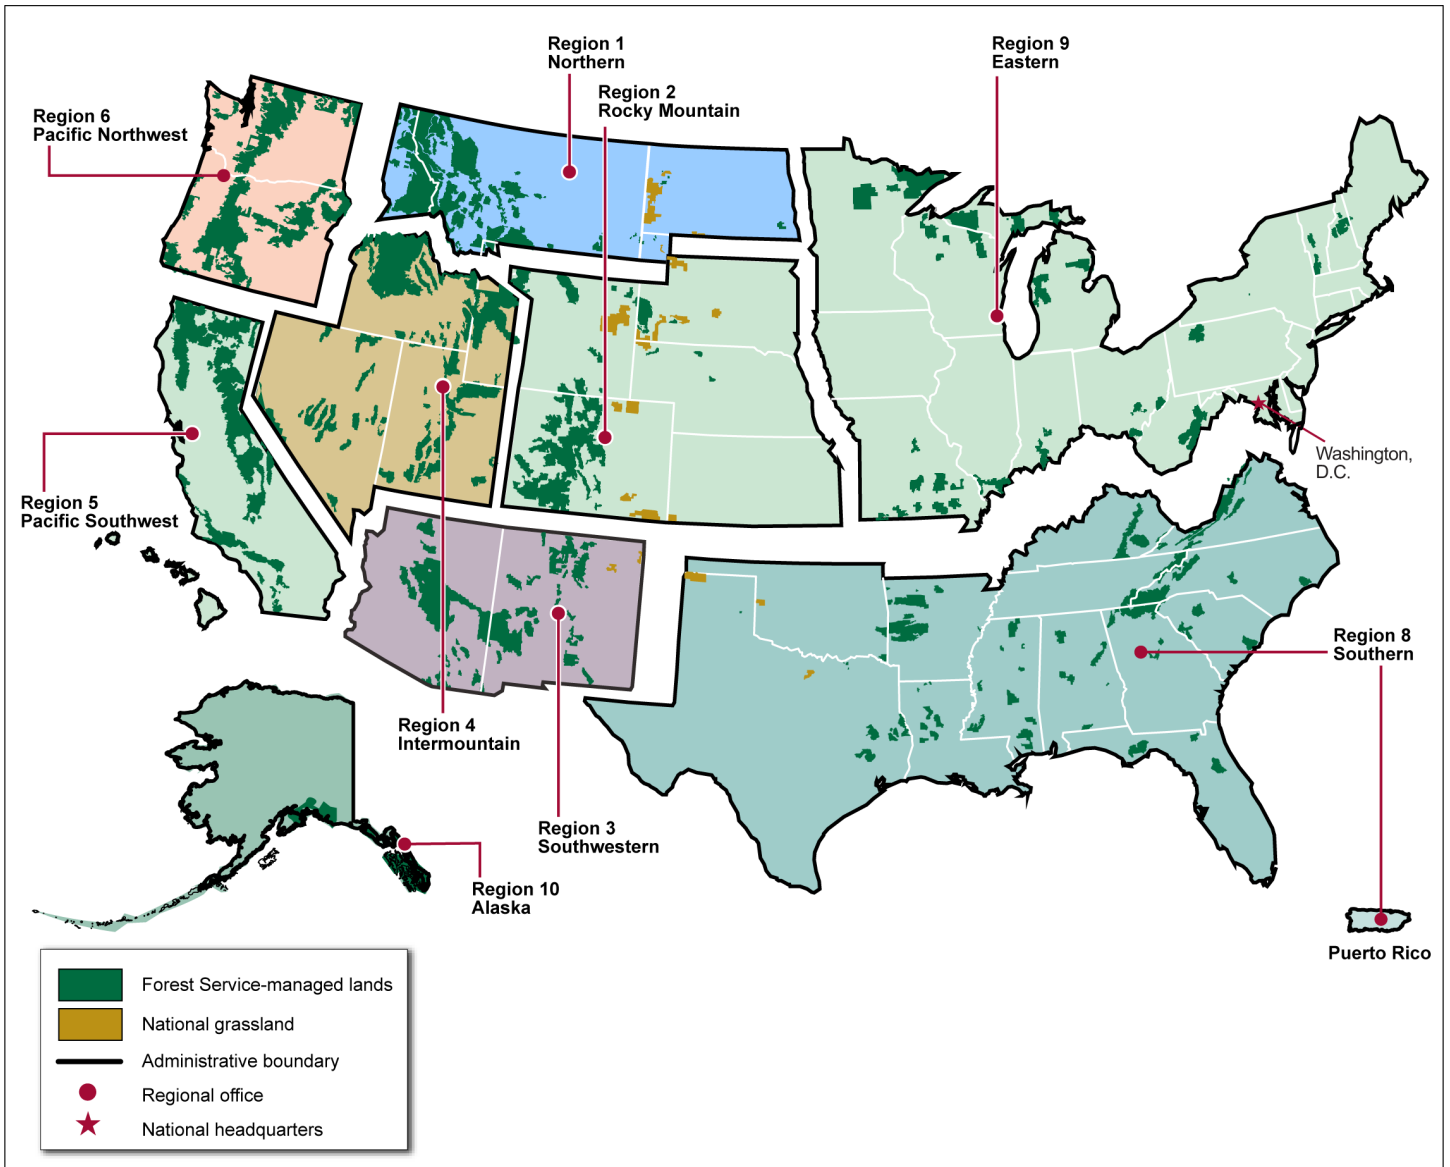 Region 1
Northern
Region 9
Eastern
Region 2
Rocky Mountain
Region 6
Pacific Northwest
Washington,
D.C.
Region 5
Pacific Southwest
Region 8
Southern
Region 4
Intermountain
Region 3
Southwestern
Region 10
Alaska
Puerto Rico
Forest Service-managed lands
National grassland
Administrative boundary
Regional office
National headquarters